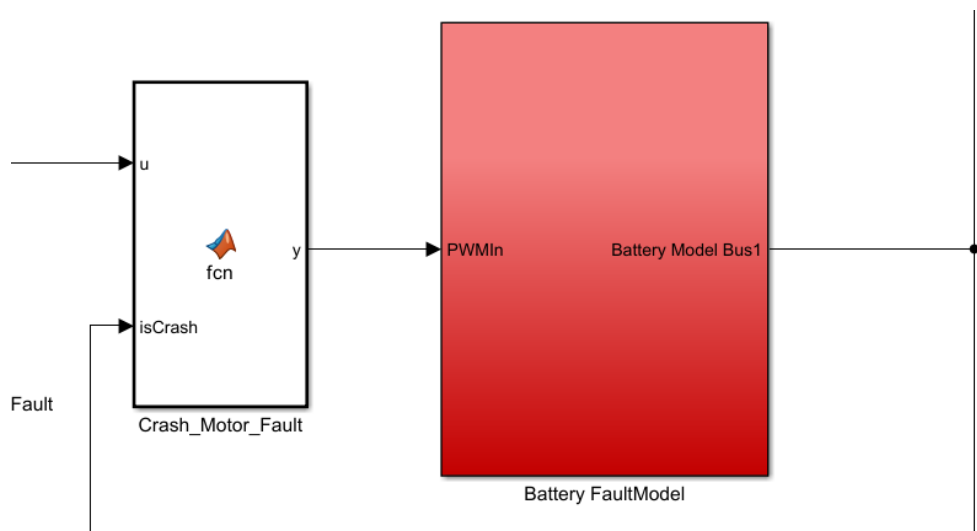 u
fcn
y
isCrash
Fault
Crash_Motor_Fault
PWMIn
Battery Model Bus1
Battery FaultModel